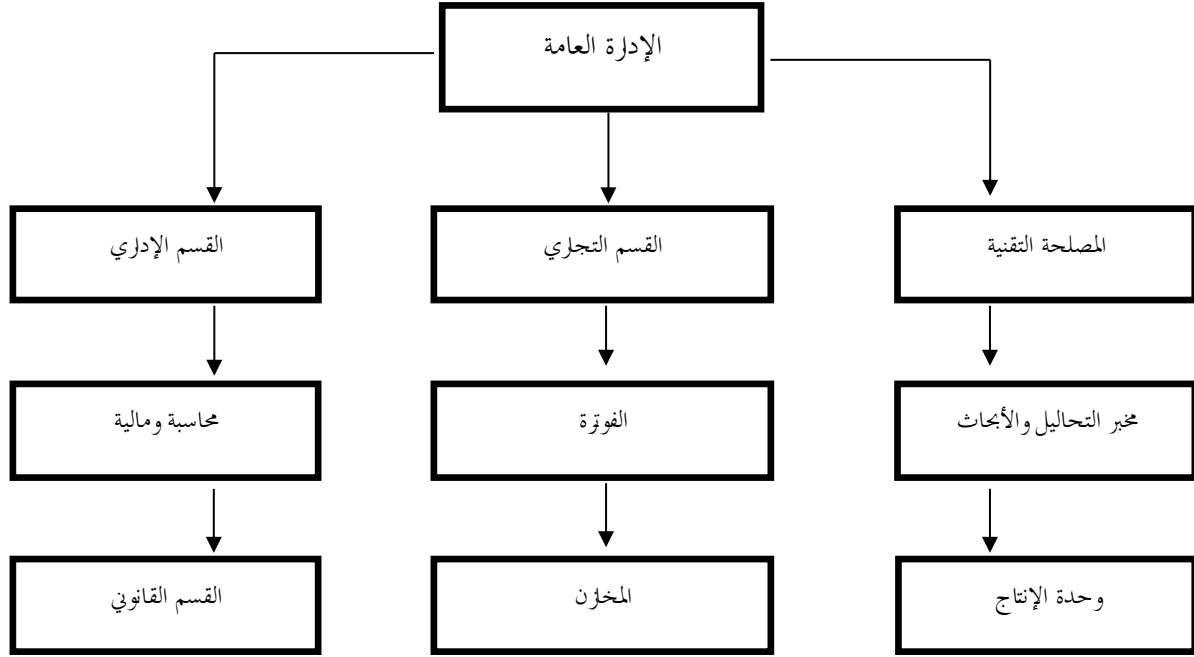 الإدارة العامة
المصلحة التقنية
القسم التجاري
القسم الإداري
مخبر التحاليل والأبحاث
الفوترة
محاسبة ومالية
وحدة الإنتاج
المخازن
القسم القانوني